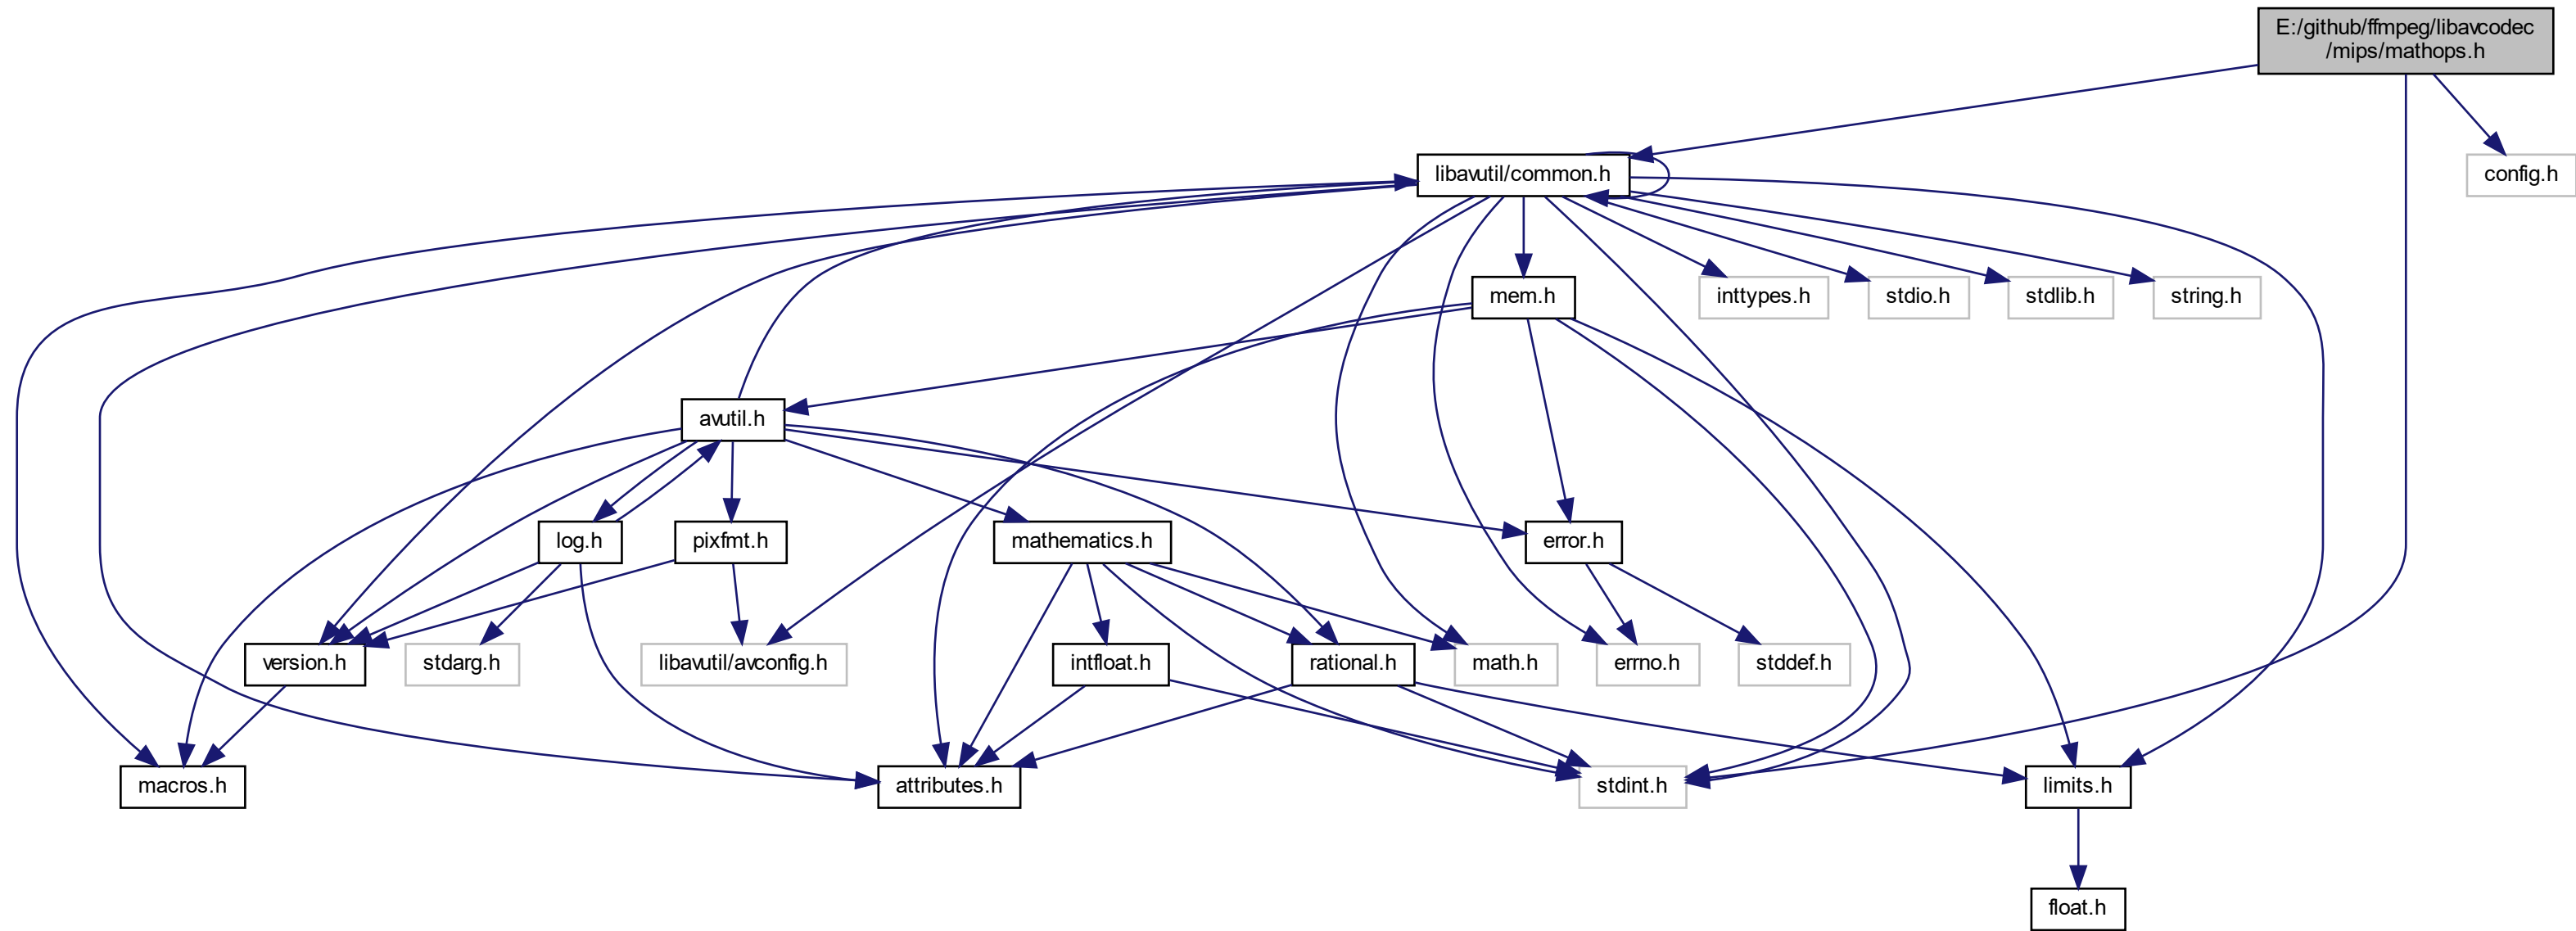 E:/github/ffmpeg/libavcodec
/mips/mathops.h
libavutil/common.h
config.h
mem.h
inttypes.h
stdio.h
stdlib.h
string.h
avutil.h
log.h
pixfmt.h
mathematics.h
error.h
version.h
stdarg.h
libavutil/avconfig.h
intfloat.h
rational.h
math.h
errno.h
stddef.h
macros.h
attributes.h
stdint.h
limits.h
float.h